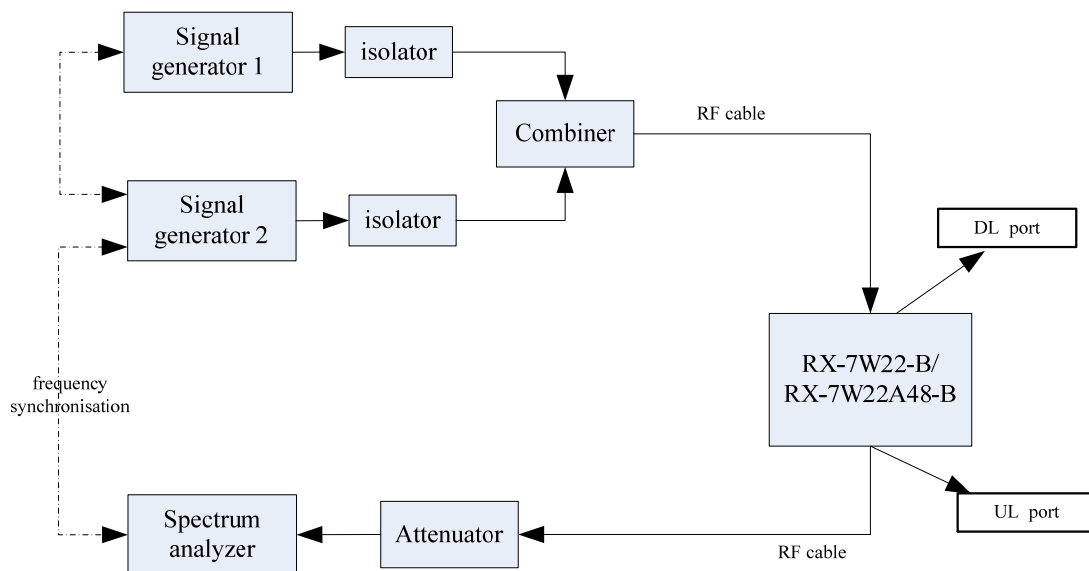 Signal
generator 1
isolator
Combiner
RF cable
Signal
generator 2
isolator
DL port
RX-7W22-B/
RX-7W22A48-B
frequency
synchronisation
UL port
Spectrum
analyzer
Attenuator
RF cable